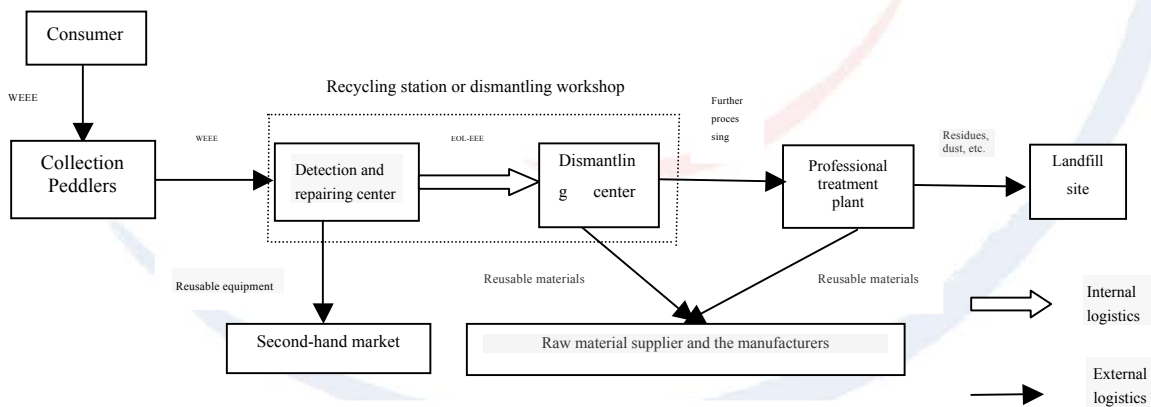 Consumer
WEEE
Recycling station or dismantling workshop
Further
proces
sing
WEEE
EOL-EEE
Residues,
dust, etc.
Collection
Peddlers
Detection and
repairing center
Dismantlin
g center
Professional
treatment
plant
Landfill
site
Reusable equipment
Reusable materials
Reusable materials
Internal
logistics
Second-hand market
Raw material supplier and the manufacturers
External
logistics